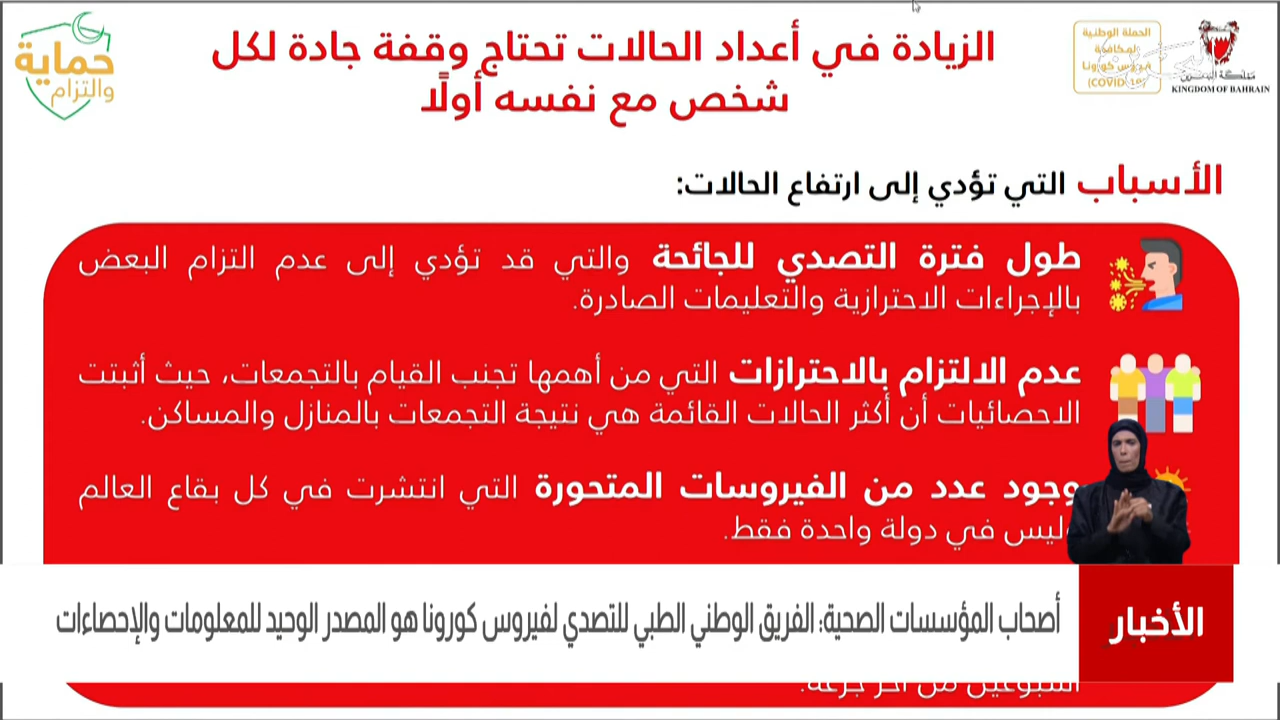 حماية
والتزام
الزيادة في أعداد الحالات تحتاج وقفة جادة لكل
شخص مع نفسه أولًا
الحملة الوطنية
لمكافحة
فيروس كورونا
(COVID-19)
مملكة البحرين
KINGDOM OF BAHRAIN
الأسباب التي تؤدي إلى ارتفاع الحالات:
طول فترة التصدي للجائحة والتي قد تؤدي إلى عدم التزام البعض
بالإجراءات الاحترازية والتعليمات الصادرة.
عدم الالتزام بالاحترازات التي من أهمها تجنب القيام بالتجمعات، حيث أثبتت
الاحصائيات أن أكثر الحالات القائمة هي نتيجة التجمعات بالمنازل والمساكن.
وجود عدد من الفيروسات المتحورة التي انتشرت في كل بقاع العالم
وليس في دولة واحدة فقط.
الأخبار
أصحاب المؤسسات الصحية: الفريق الوطني الطبي للتصدي لفيروس كورونا هو المصدر الوحيد للمعلومات والإحصاءات